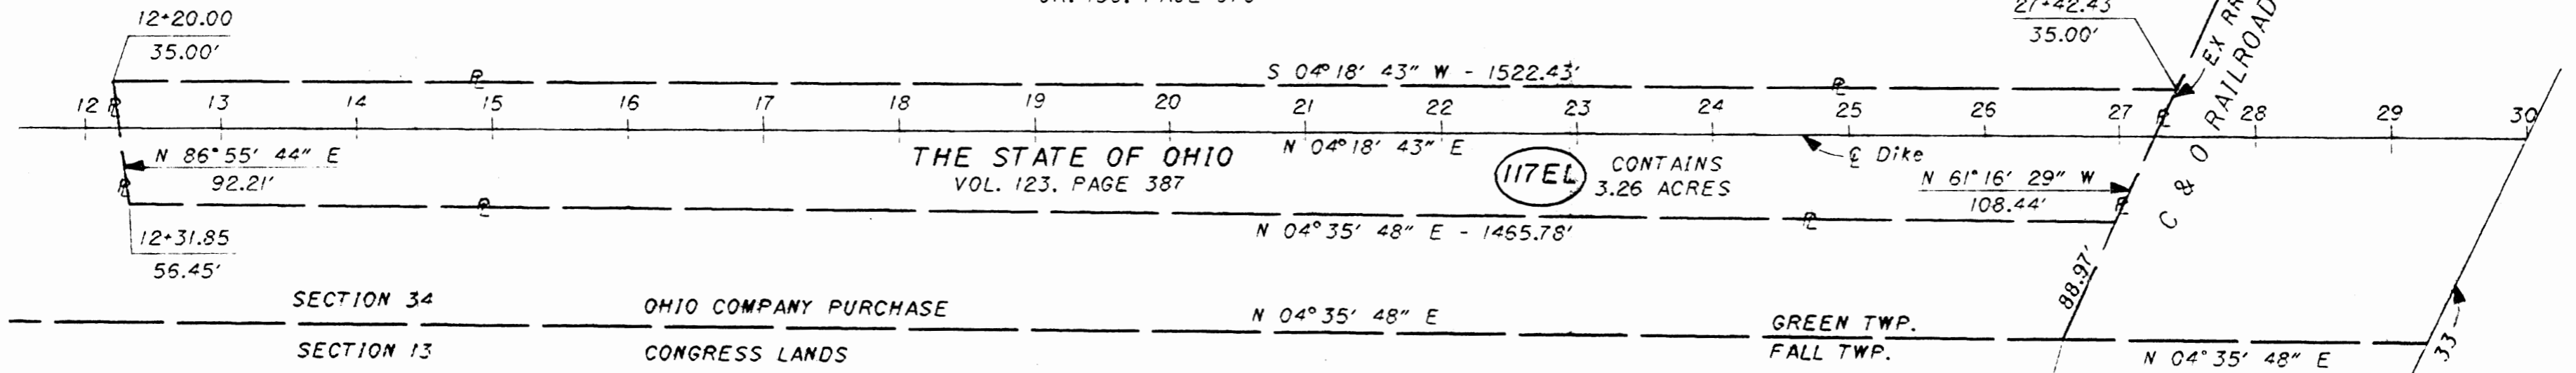 12+20.00
35.00'
27+42.43
35.00'
EX RR
C & O RAILROAD
S 04° 18' 43" W - 1522.43'
12 13 14 15 16 17 18 19 20 21 22 23 24 25 26 27 28 29 30
N 86° 55' 44" E
92.21'
THE STATE OF OHIO
VOL. 123. PAGE 387
N 04° 18' 43" E
117EL
CONTAINS
3.26 ACRES
℄ Dike
N 61° 16' 29" W
108.44'
12+31.85
56.45'
N 04° 35' 48" E - 1465.78'
88.97'
SECTION 34 OHIO COMPANY PURCHASE N 04° 35' 48" E GREEN TWP.
SECTION 13 CONGRESS LANDS FALL TWP. N 04° 35' 48" E
33